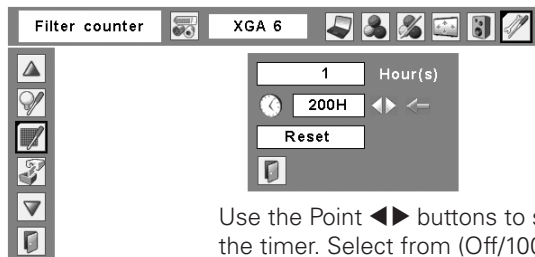 Filter counter XGA 6
1 Hour(s)
200H
Reset
Use the Point ◀▶ buttons to
the timer. Select from (Off/100